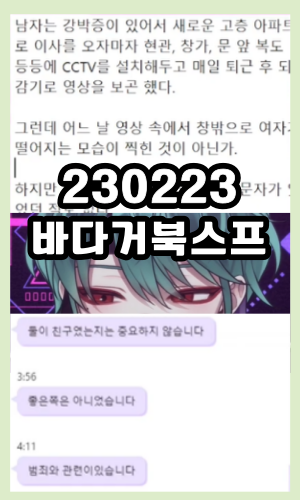 남자는 강박증이 있어서 새로운 고층 아파트
로 이사를 오자마자 현관, 창가, 문 앞 복도
등등에 CCTV를 설치해두고 매일 퇴근 후 되
감기로 영상을 보곤 했다.
그런데 어느 날 영상 속에서 창밖으로 여자가
떨어지는 모습이 찍힌 것이 아닌가.
하지만
문자가
230223
바다거북스프
둘이 친구였는지는 중요하지 않습니다
3:56
좋은쪽은 아니었습니다
4:11
범죄와 관련이있습니다